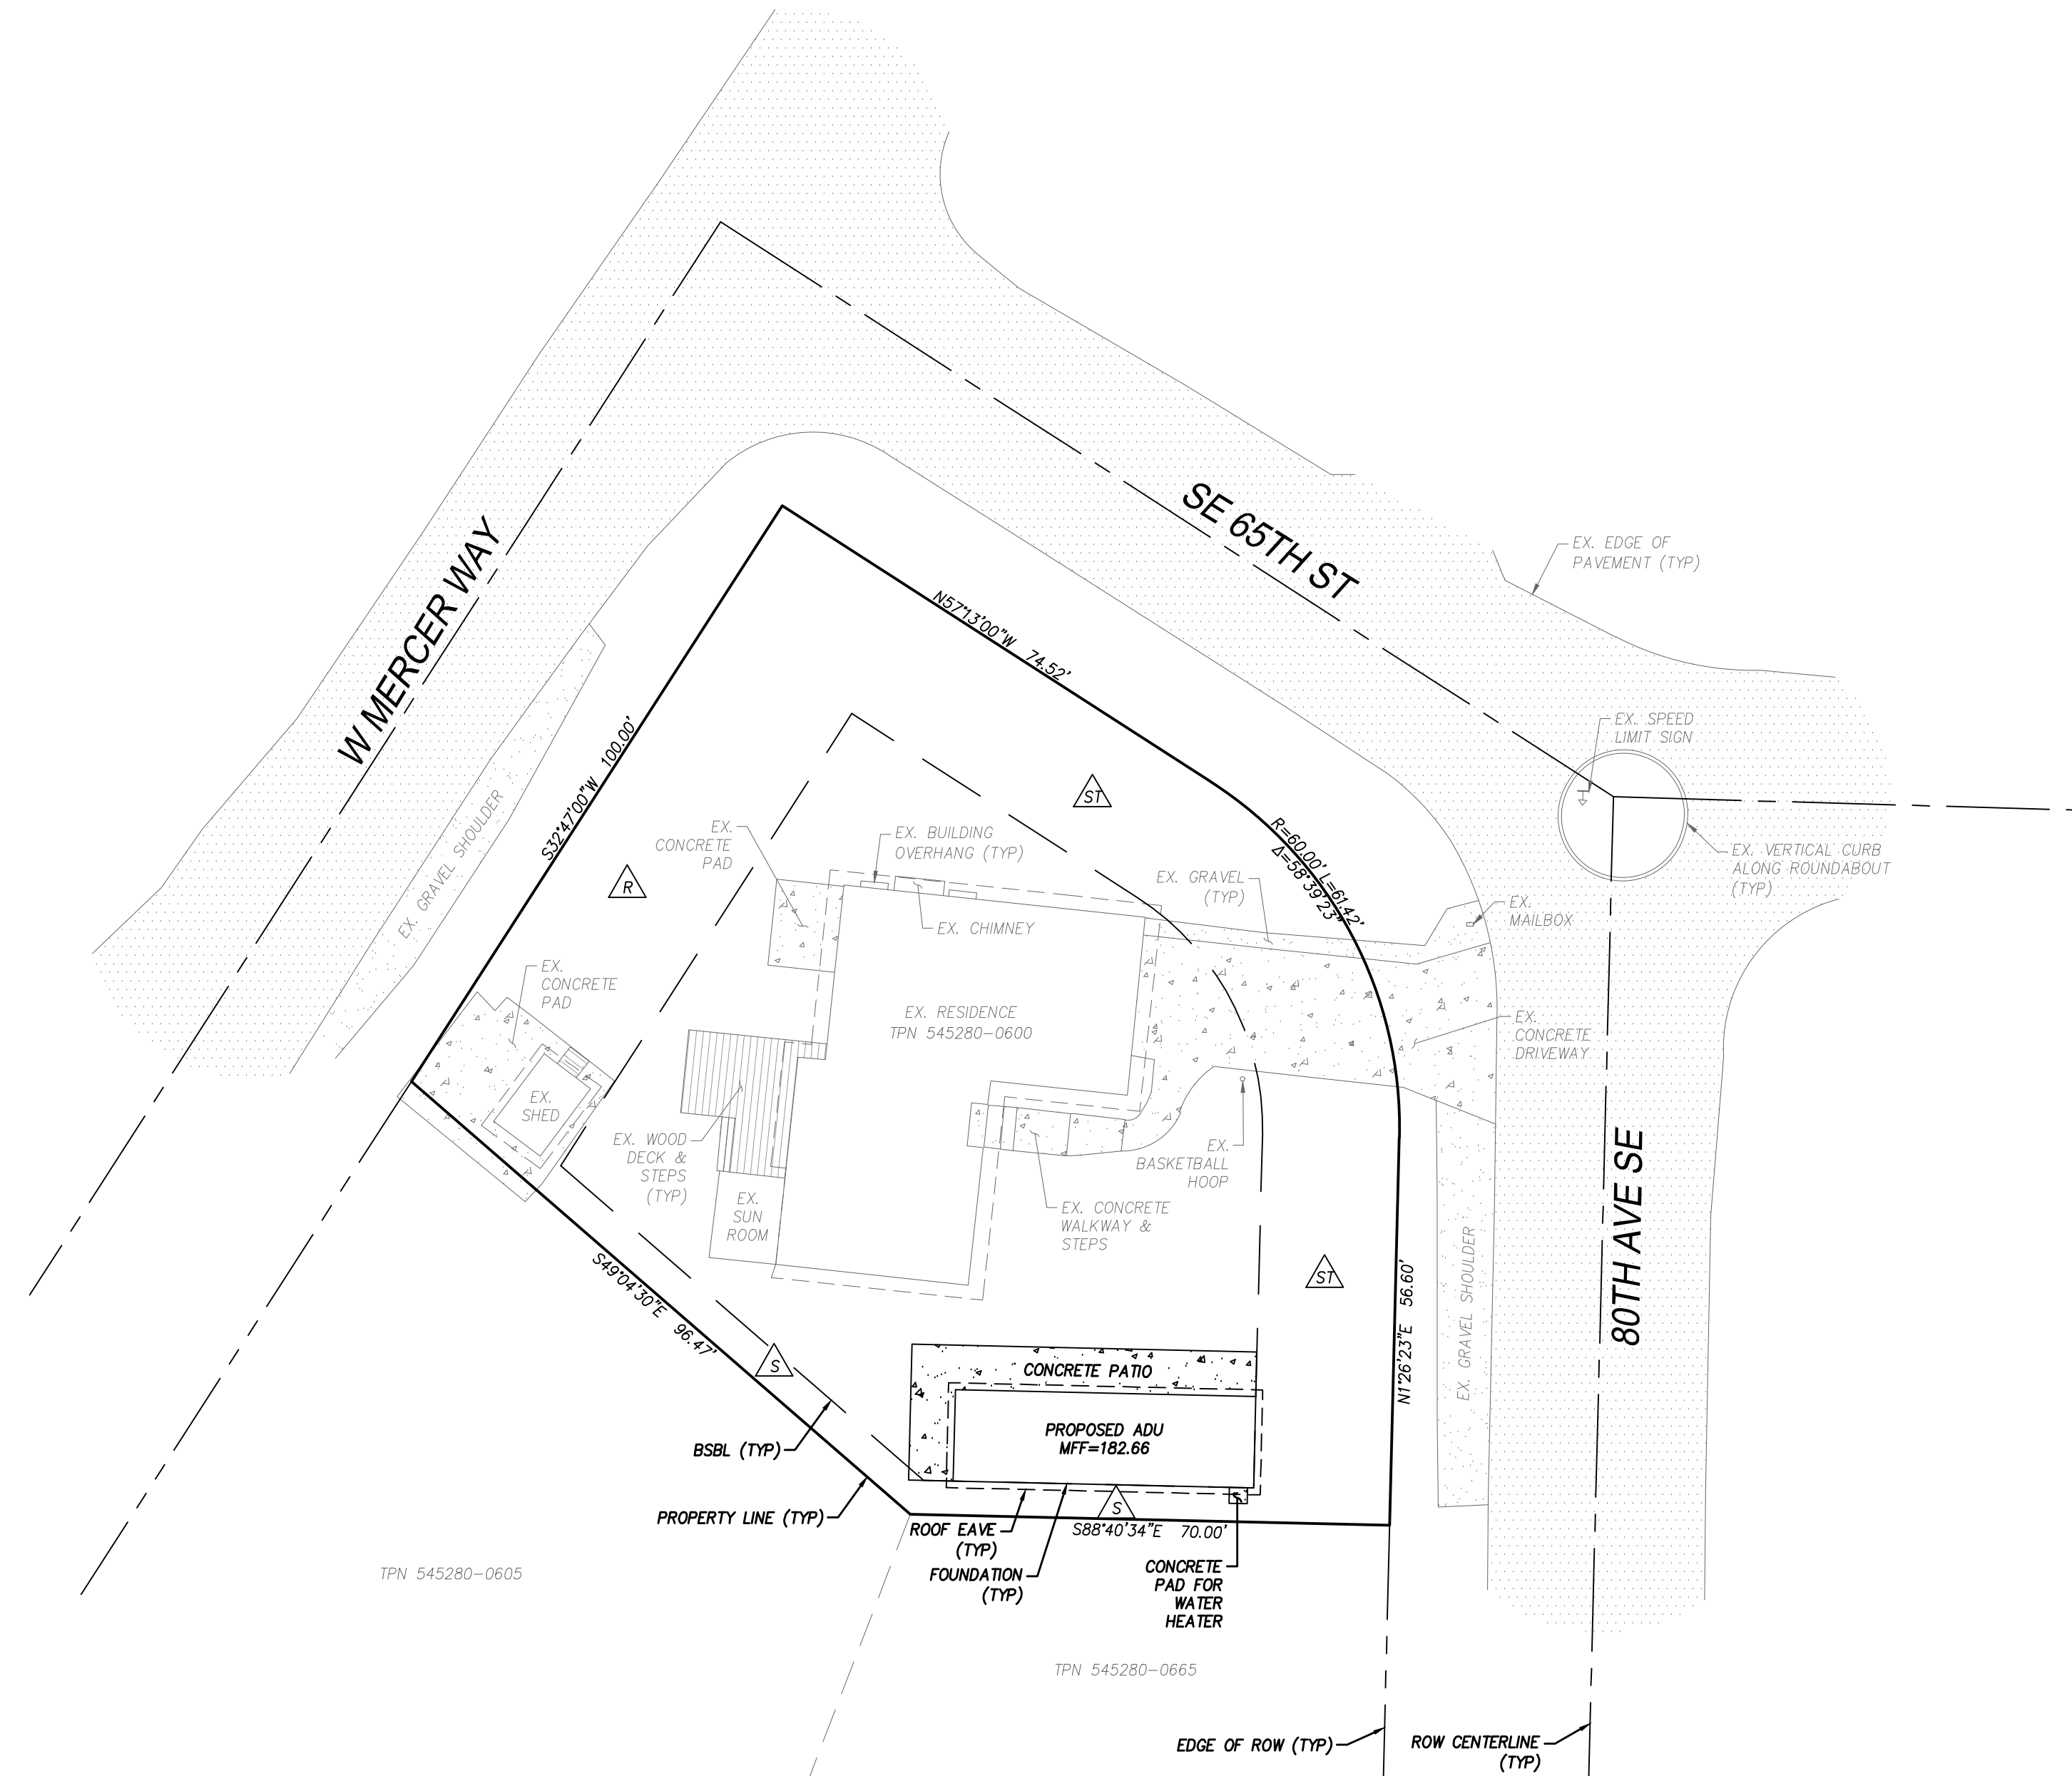 SE 65TH ST
EX. EDGE OF
PAVEMENT (TYP)
W MERCER WAY
N57°13'00"W 74.52'
EX. SPEED
LIMIT SIGN
S32°47'00"W 100.00'
EX. GRAVEL SHOULDER
ST
EX.
CONCRETE
PAD
EX. BUILDING
OVERHANG (TYP)
R=60.00' L=61.42'
Δ=58°39'23"
EX. VERTICAL CURB
ALONG ROUNDABOUT
(TYP)
R
EX. GRAVEL
(TYP)
EX. CHIMNEY
EX.
MAILBOX
EX.
CONCRETE
PAD
EX. RESIDENCE
TPN 545280-0600
EX.
CONCRETE
DRIVEWAY
EX.
SHED
EX. WOOD
DECK &
STEPS
(TYP)
EX.
BASKETBALL
HOOP
EX.
SUN
ROOM
EX. CONCRETE
WALKWAY &
STEPS
80TH AVE SE
S49°04'30"E 96.47'
ST
N1°26'23"E 56.60'
EX. GRAVEL SHOULDER
S
CONCRETE PATIO
PROPOSED ADU
MFF=182.66
BSBL (TYP)
S
PROPERTY LINE (TYP)
ROOF EAVE
(TYP)
S88°40'34"E 70.00'
FOUNDATION
(TYP)
CONCRETE
PAD FOR
WATER
HEATER
TPN 545280-0605
TPN 545280-0665
EDGE OF ROW (TYP)
ROW CENTERLINE
(TYP)